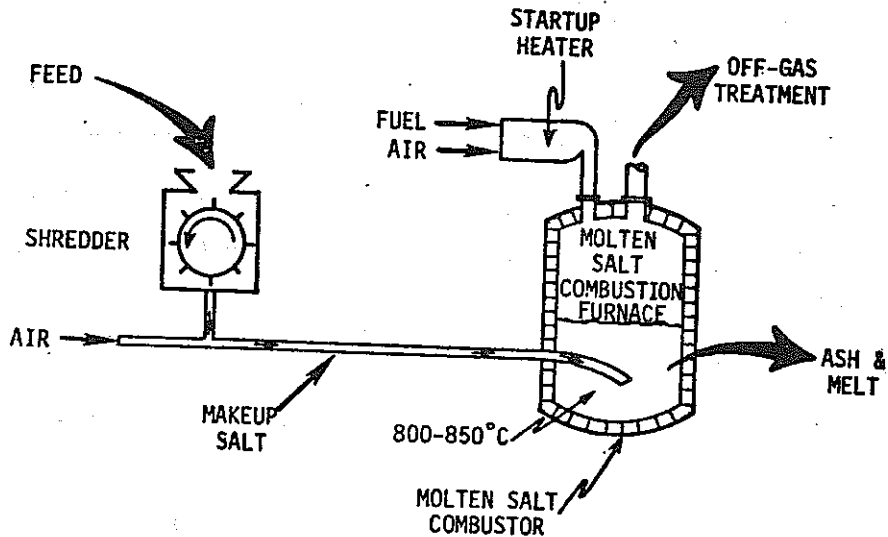 STARTUP
HEATER
FEED
OFF-GAS
TREATMENT
FUEL
AIR
SHREDDER
MOLTEN
SALT
COMBUSTION
FURNACE
AIR
ASH &
MELT
MAKEUP
SALT
800-850°C
MOLTEN SALT
COMBUSTOR